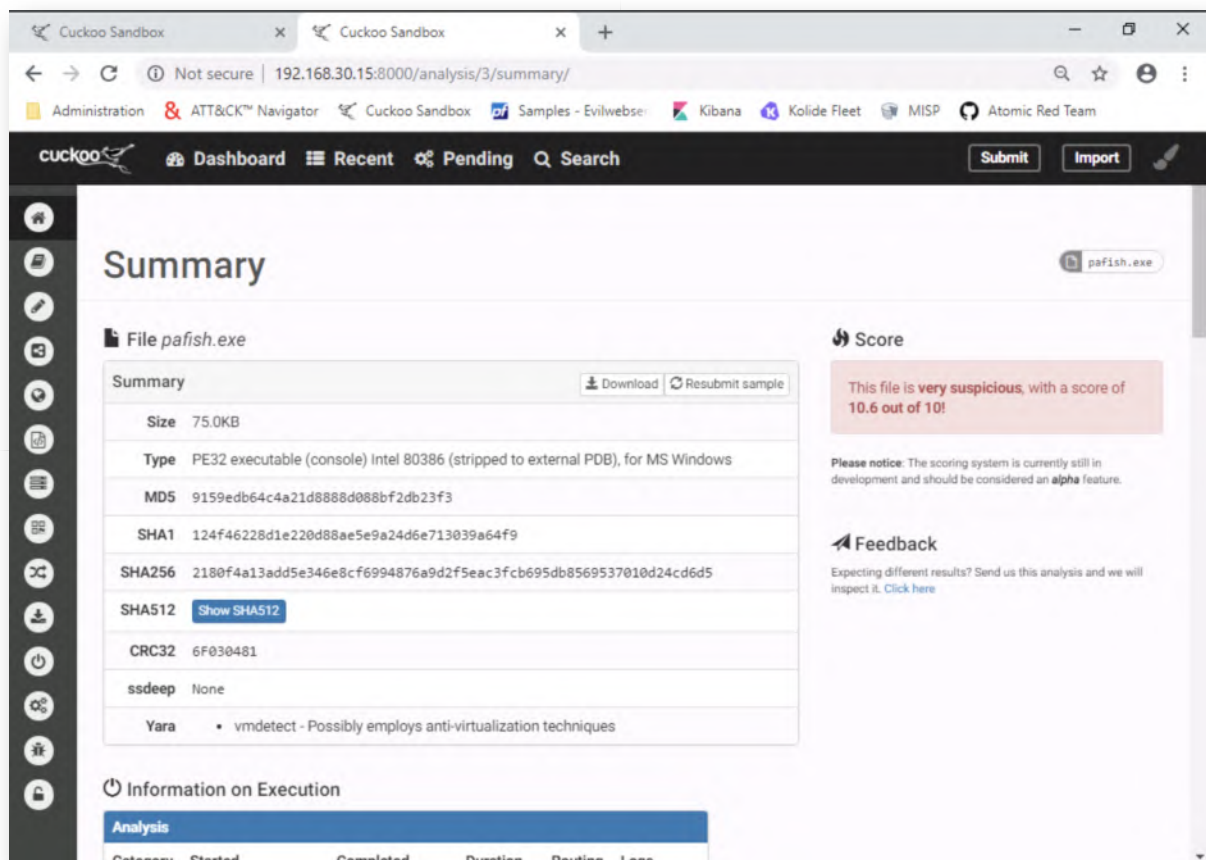 Cuckoo Sandbox
Cuckoo Sandbox
Not secure | 192.168.30.15:8000/analysis/3/summary/
Administration ATT&CK™ Navigator Cuckoo Sandbox Samples - Evilwebse Kibana Kolide Fleet MISP Atomic Red Team
cuckoo Dashboard Recent Pending Search Submit Import
Summary
pafish.exe
File pafish.exe
Summary Download Resubmit sample
Size 75.0KB
Type PE32 executable (console) Intel 80386 (stripped to external PDB), for MS Windows
MD5 9159edb64c4a21d8888d088bf2db23f3
SHA1 124f46228d1e220d88ae5e9a24d6e713039a64f9
SHA256 2180f4a13add5e346e8cf6994876a9d2f5eac3fcb695db8569537010d24cd6d5
SHA512 Show SHA512
CRC32 6F030481
ssdeep None
Yara • vmdetect - Possibly employs anti-virtualization techniques
Score
This file is very suspicious, with a score of
10.6 out of 10!
Please notice: The scoring system is currently still in
development and should be considered an alpha feature.
Feedback
Expecting different results? Send us this analysis and we will
inspect it. Click here
Information on Execution
Analysis
Category Started Completed Duration Routing Logs